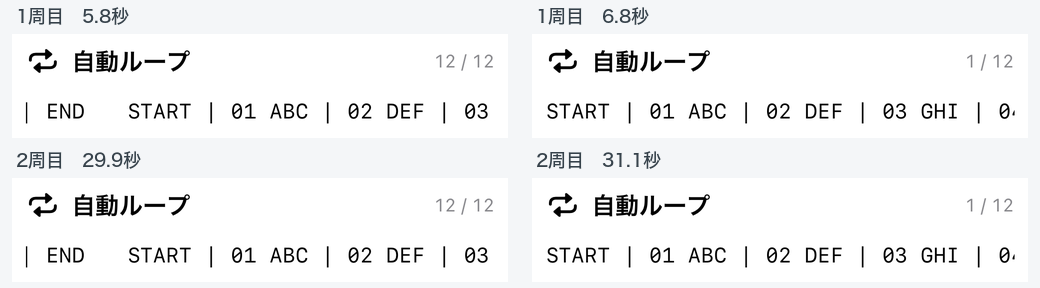 1周目 5.8秒
自動ループ 12 / 12
| END START | 01 ABC | 02 DEF | 03
1周目 6.8秒
自動ループ 1 / 12
START | 01 ABC | 02 DEF | 03 GHI | 0
2周目 29.9秒
自動ループ 12 / 12
| END START | 01 ABC | 02 DEF | 03
2周目 31.1秒
自動ループ 1 / 12
START | 01 ABC | 02 DEF | 03 GHI | 0